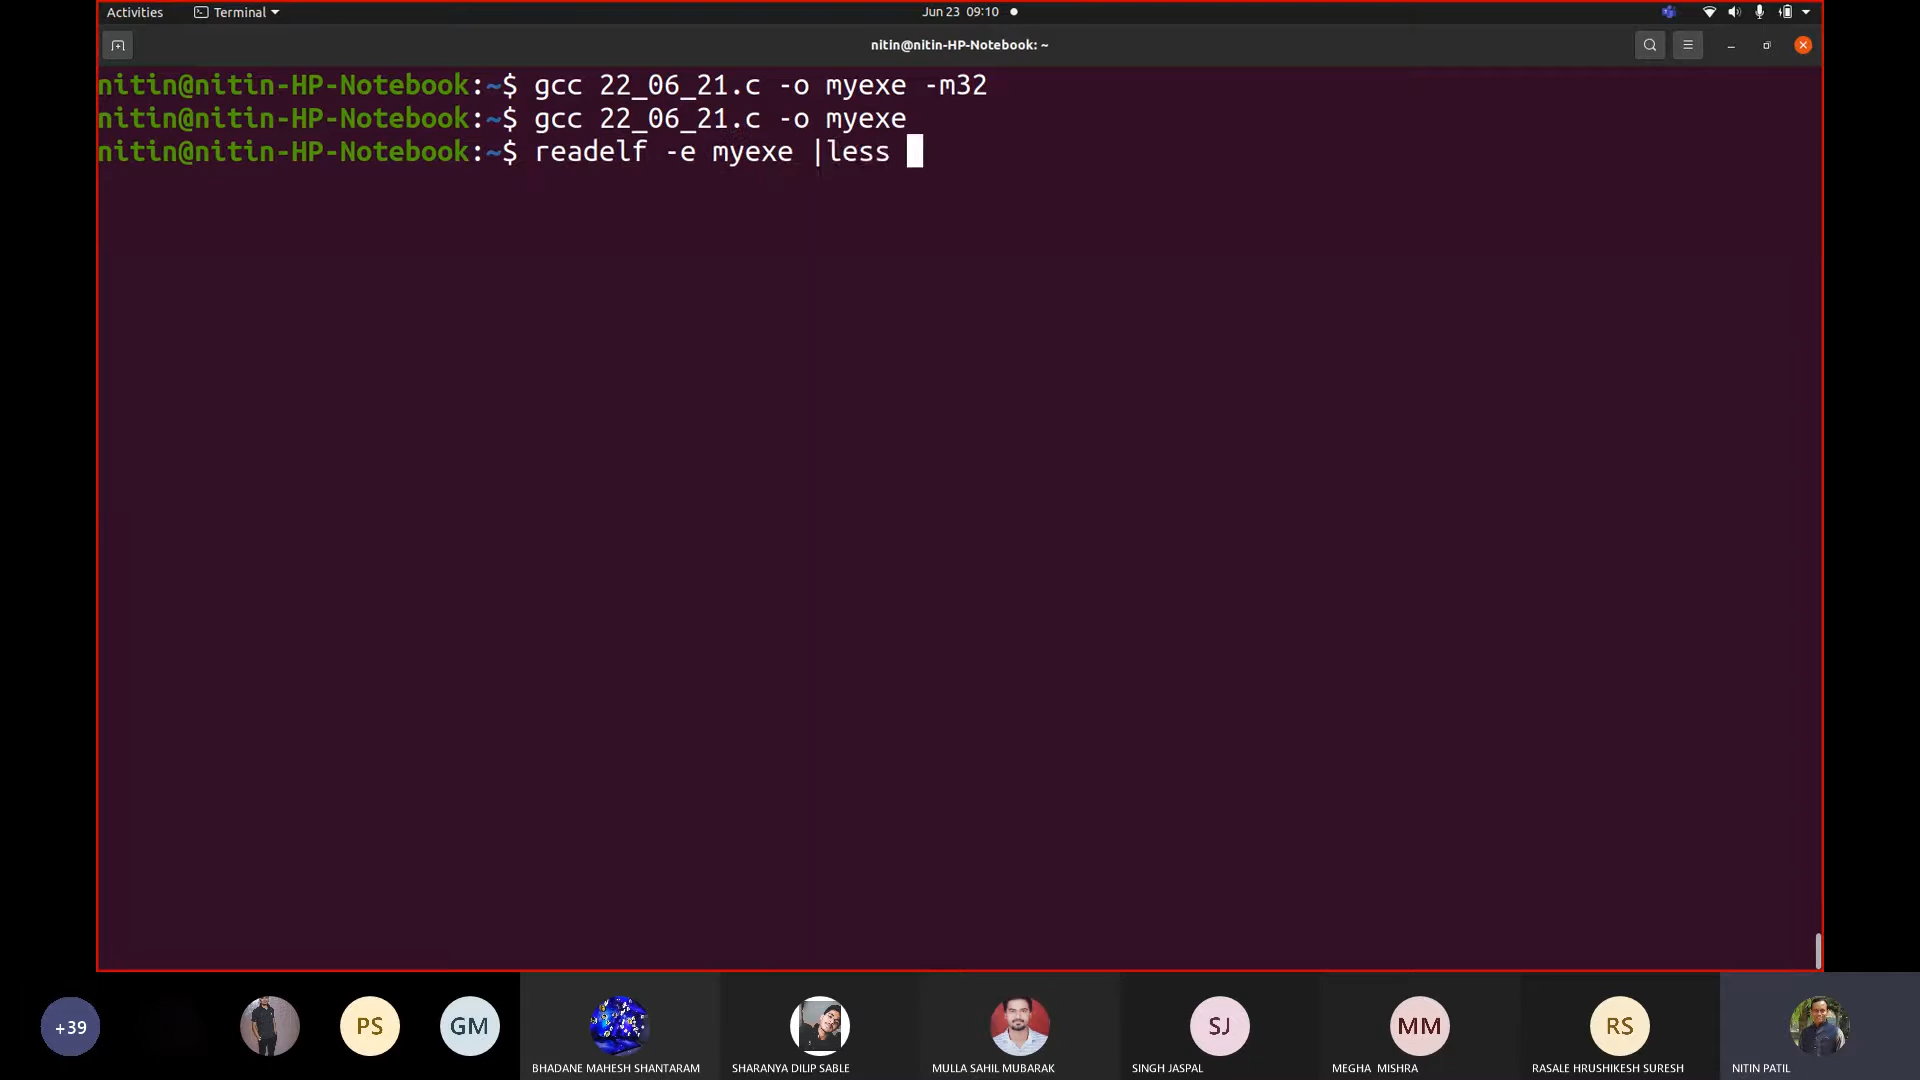 Activities Terminal Jun 23 09:10
nitin@nitin-HP-Notebook: ~
nitin@nitin-HP-Notebook:~$ gcc 22_06_21.c -o myexe -m32
nitin@nitin-HP-Notebook:~$ gcc 22_06_21.c -o myexe
nitin@nitin-HP-Notebook:~$ readelf -e myexe |less
+39 PS GM SJ MM RS
BHADANE MAHESH SHANTARAM SHARANYA DILIP SABLE MULLA SAHIL MUBARAK SINGH JASPAL MEGHA MISHRA RASALE HRUSHIKESH SURESH NITIN PATIL